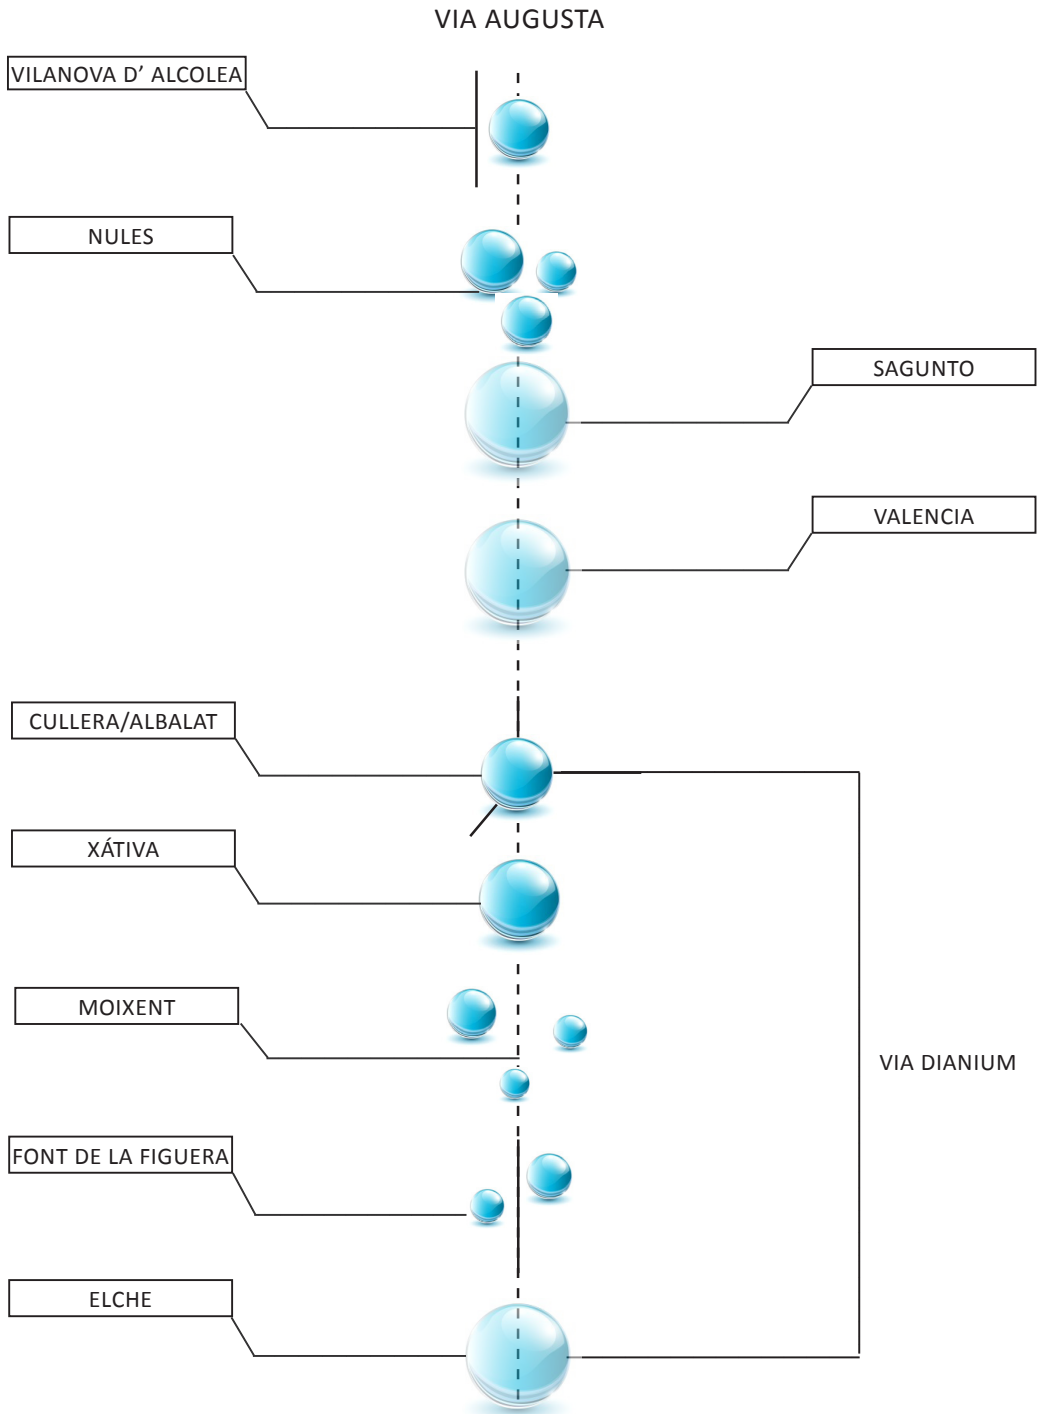 VIA AUGUSTA
VILANOVA D’ ALCOLEA
NULES
SAGUNTO
VALENCIA
CULLERA/ALBALAT
XÁTIVA
MOIXENT
VIA DIANIUM
FONT DE LA FIGUERA
ELCHE